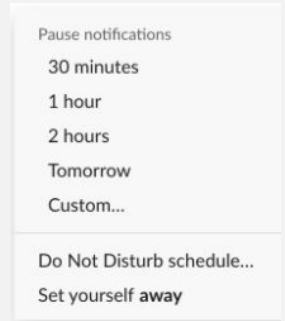 Pause notifications
30 minutes
1 hour
2 hours
Tomorrow
Custom...
Do Not Disturb schedule...
Set yourself away